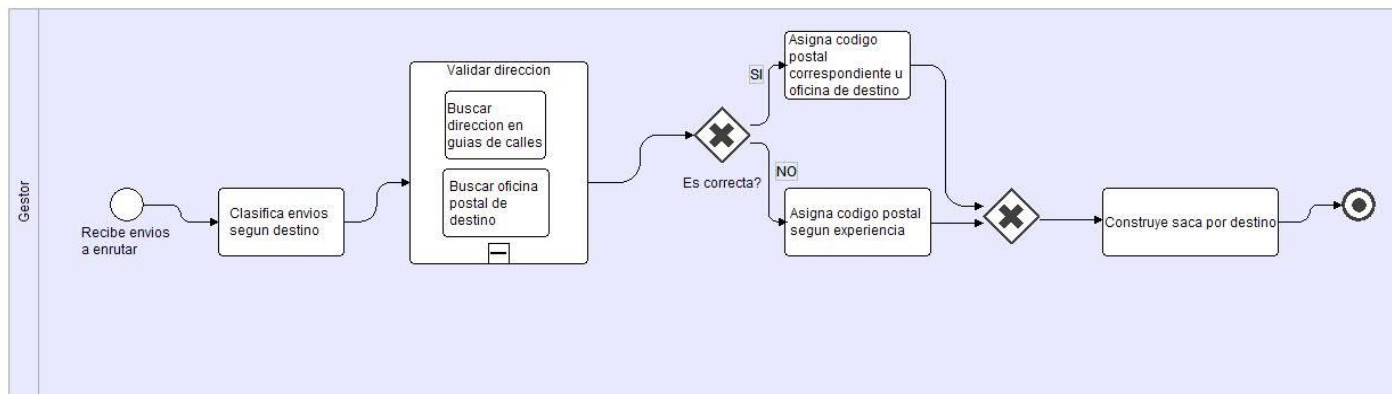 Gestor
Recibe envios
a enrutar
Clasifica envios
segun destino
Validar direccion
Buscar
direccion en
guias de calles
Buscar oficina
postal de
destino
Es correcta?
SI
Asigna codigo
postal
correspondiente u
oficina de destino
NO
Asigna codigo postal
segun experiencia
Construye saca por destino